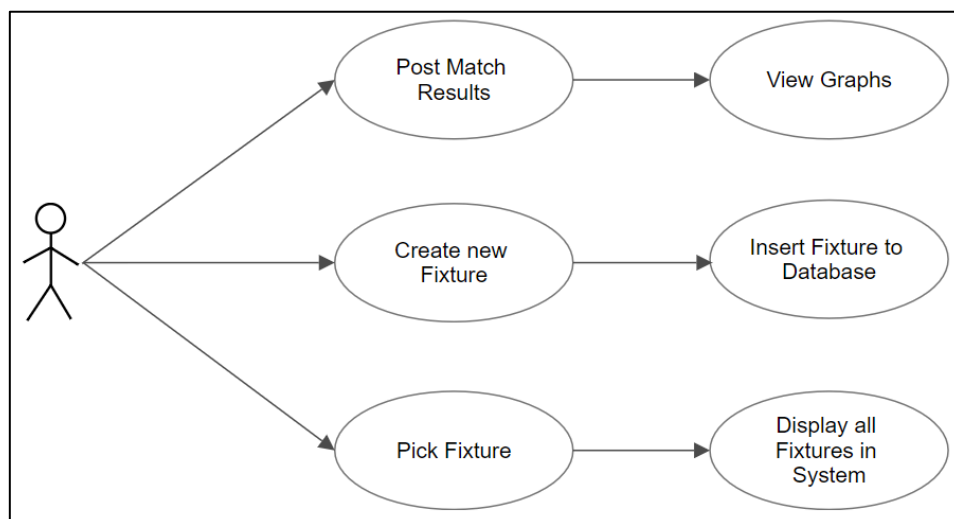 Post Match
Results
View Graphs
Create new
Fixture
Insert Fixture to
Database
Pick Fixture
Display all
Fixtures in
System